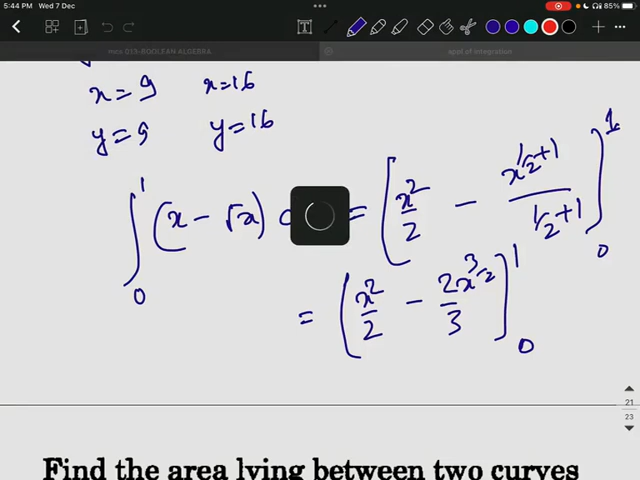 5:44 PM Wed 7 Dec
85%
mcs 013-BOOLEAN ALGEBRA
appl of integration
x=9 x=16
y=9 y=16
∫₀¹ (x - √x) d = [x²/2 - x^(1/2+1)/(1/2+1)]₀¹
= [x²/2 - 2x^(3/2)/3]₀¹
21
23
Find the area lying between two curves